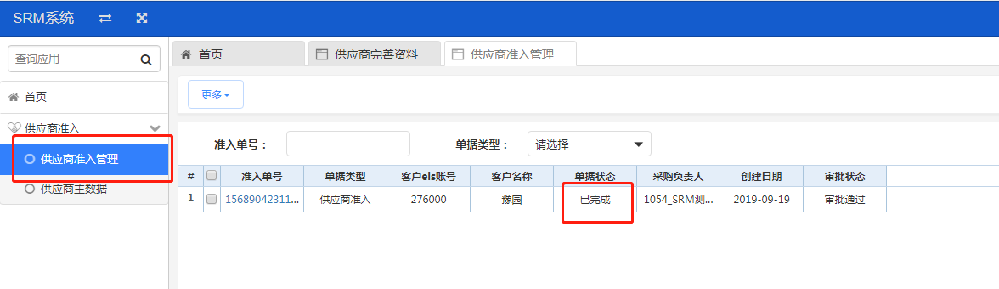 SRM系统
查询应用
首页
供应商准入
供应商准入管理
供应商主数据
首页 供应商完善资料 供应商准入管理
更多
准入单号： 单据类型： 请选择
# 准入单号 单据类型 客户els账号 客户名称 单据状态 采购负责人 创建日期 审批状态
1 15689042311... 供应商准入 276000 豫园 已完成 1054_SRM测... 2019-09-19 审批通过